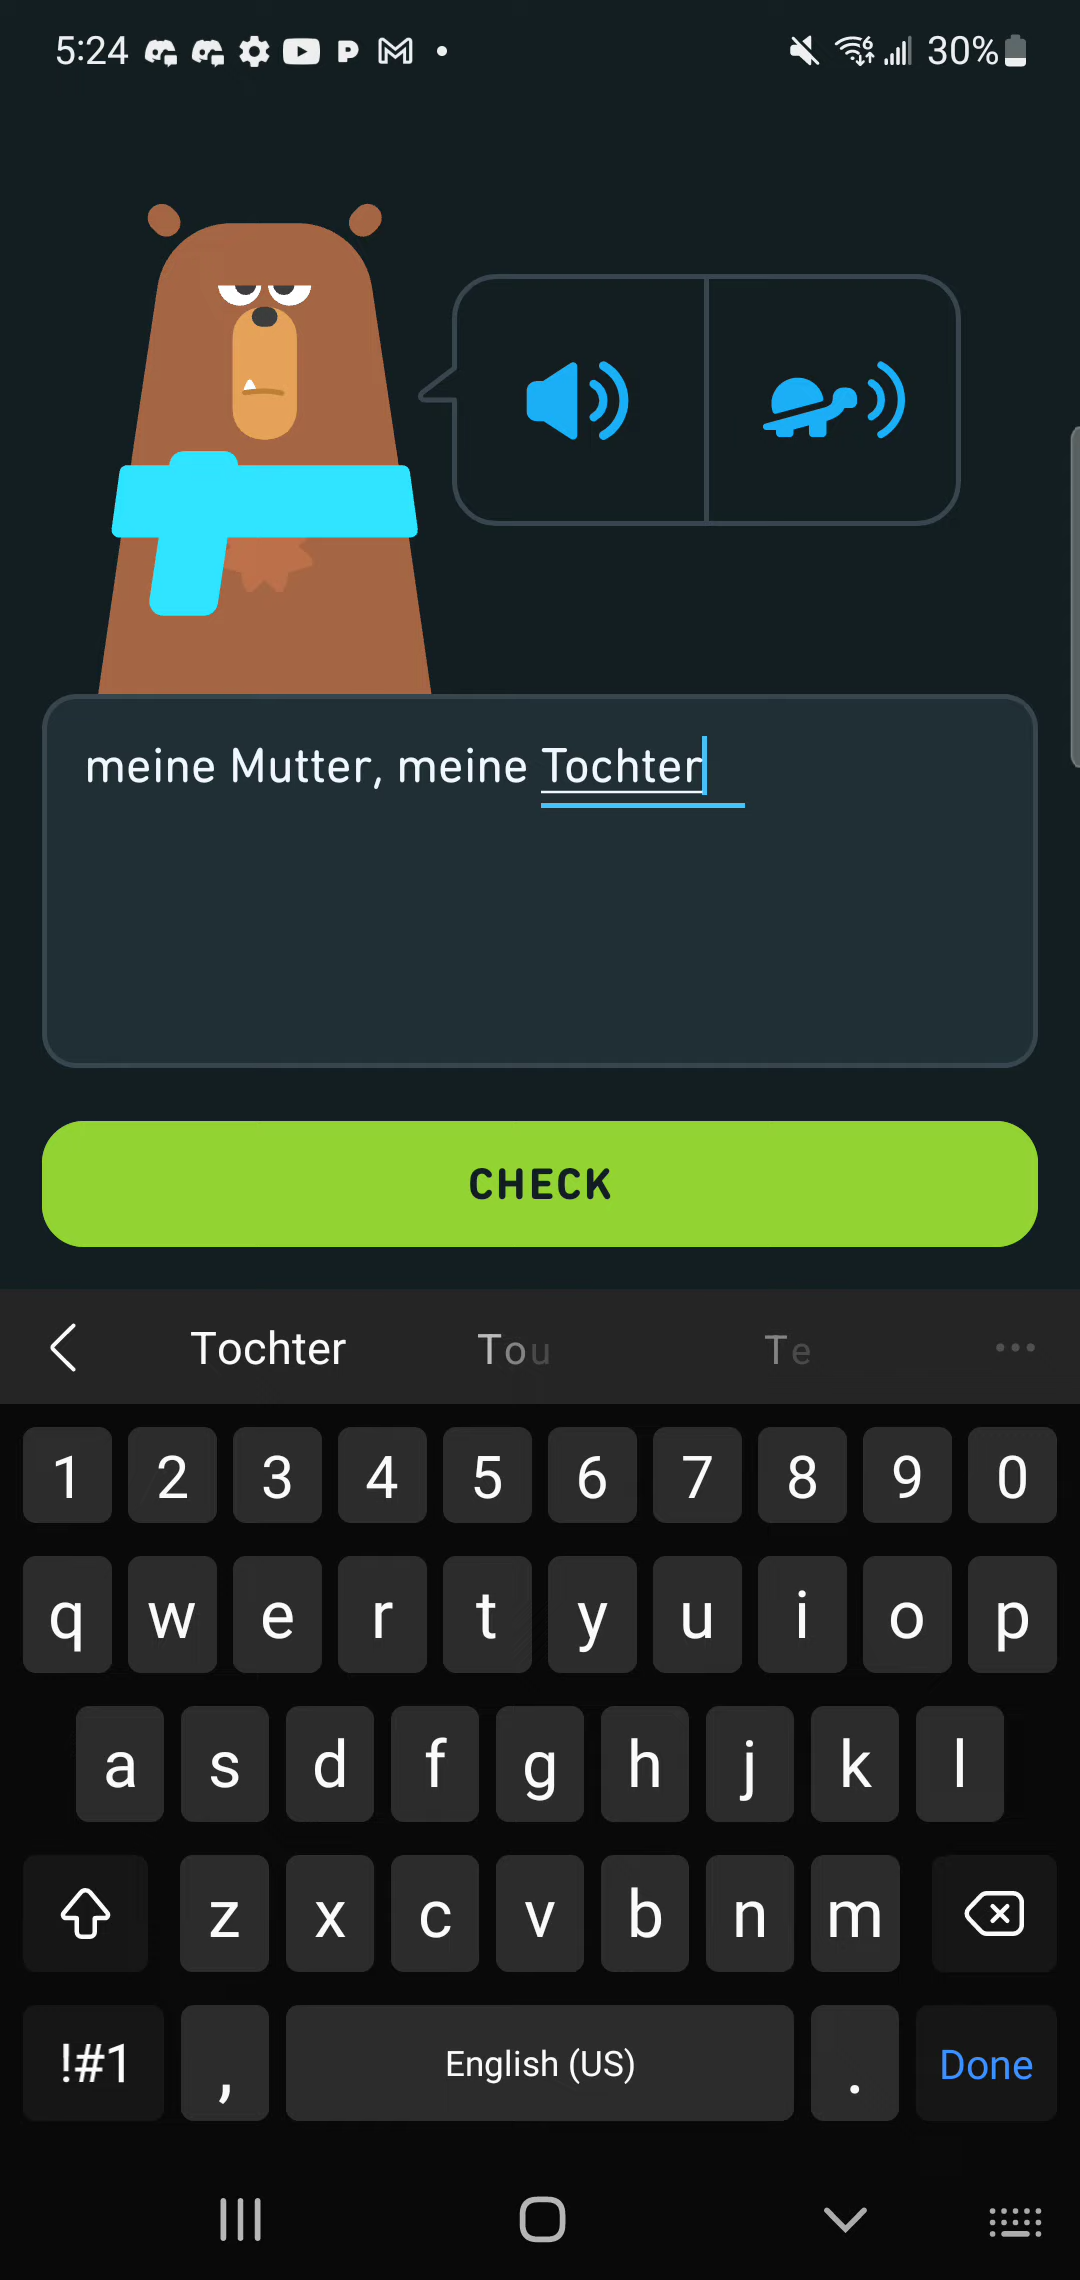 5:24
30%
meine Mutter, meine Tochter
CHECK
Tochter Tou Te
1 2 3 4 5 6 7 8 9 0
q w e r t y u i o p
a s d f g h j k l
z x c v b n m
!#1 , English (US) . Done